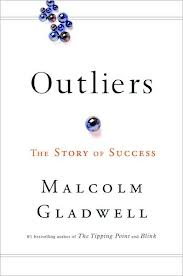 Outliers
THE STORY OF SUCCESS
MALCOLM
GLADWELL
#1 bestselling author of The Tipping Point and Blink